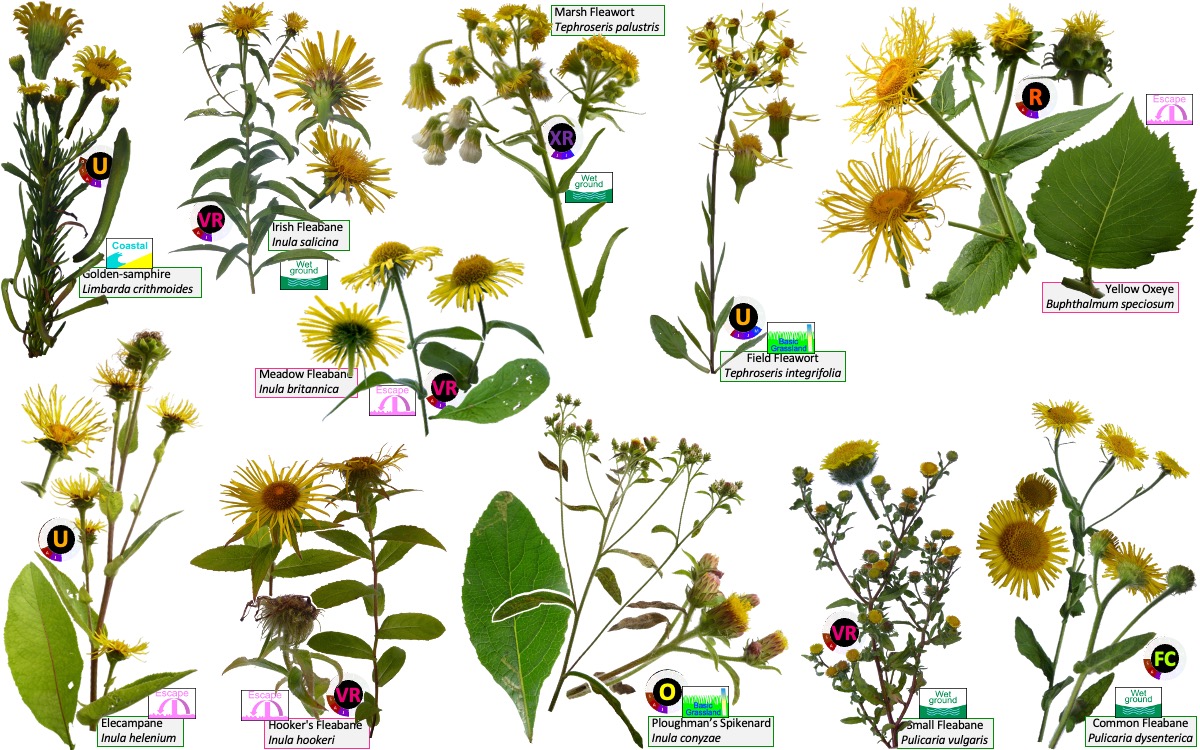 Marsh Fleawort
Tephroseris palustris
U
Coastal
Golden-samphire
Limbarda crithmoides
VR
Irish Fleabane
Inula salicina
Wet
ground
XR
Wet
ground
U
Basic
Grassland
Field Fleawort
Tephroseris integrifolia
R
Escape
Yellow Oxeye
Buphthalmum speciosum
Meadow Fleabane
Inula britannica
Escape
VR
U
Escape
Elecampane
Inula helenium
Escape
VR
Hooker's Fleabane
Inula hookeri
O
Basic
Grassland
Ploughman's Spikenard
Inula conyzae
VR
Wet
ground
Small Fleabane
Pulicaria vulgaris
FC
Wet
ground
Common Fleabane
Pulicaria dysenterica